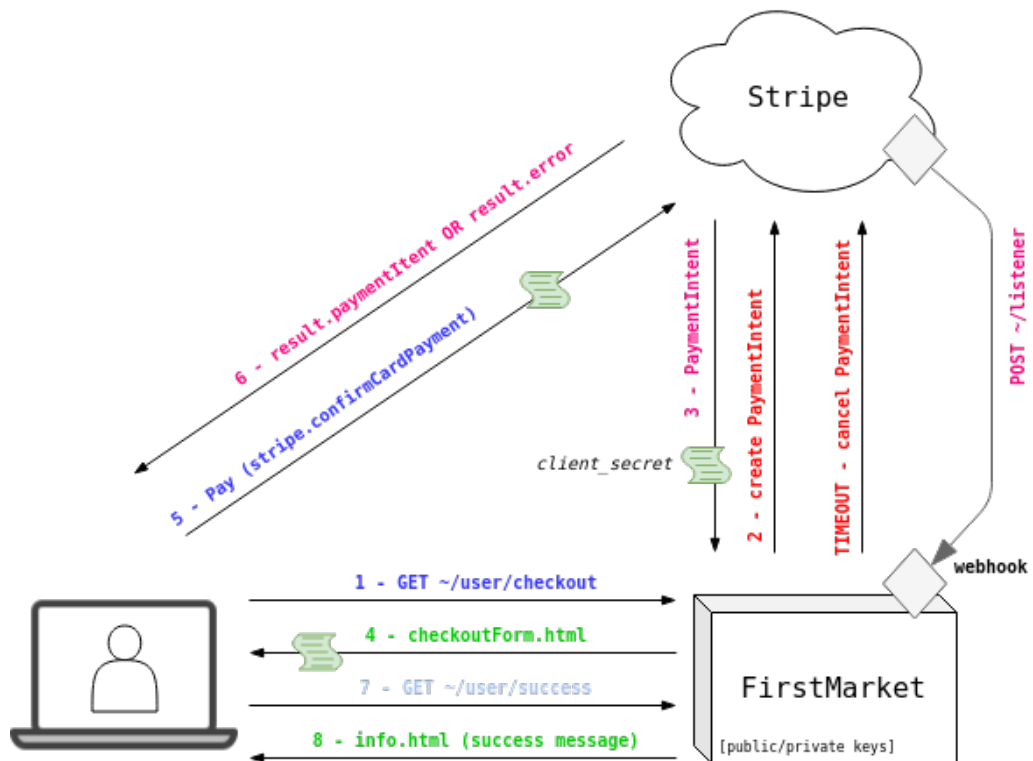 Stripe
6 - result.paymentItent OR result.error
5 - Pay (stripe.confirmCardPayment)
3 - PaymentIntent
2 - create PaymentIntent
TIMEOUT - cancel PaymentIntent
POST ~/listener
client_secret
webhook
1 - GET ~/user/checkout
4 - checkoutForm.html
7 - GET ~/user/success
8 - info.html (success message)
FirstMarket
[public/private keys]